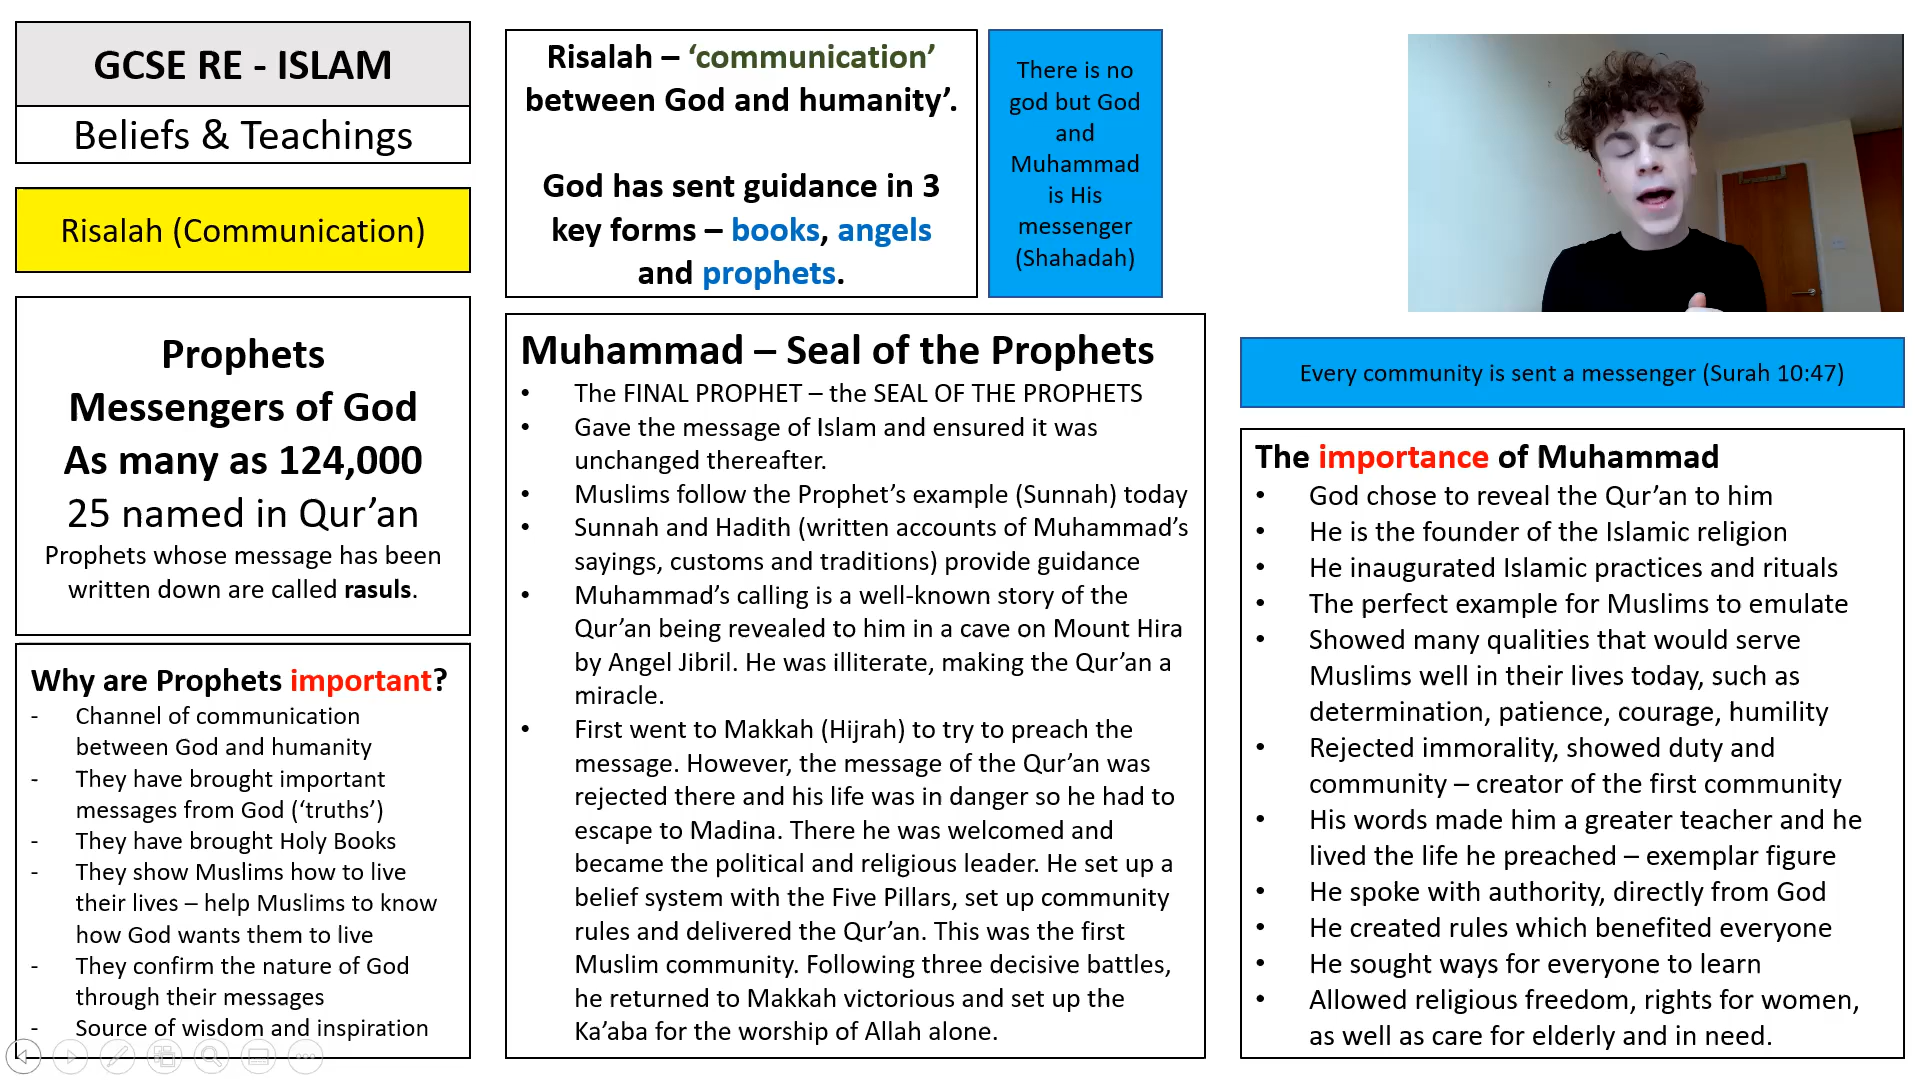 GCSE RE - ISLAM
Beliefs & Teachings
Risalah (Communication)
Prophets
Messengers of God
As many as 124,000
25 named in Qur’an
Prophets whose message has been
written down are called rasuls.
Why are Prophets important?
- Channel of communication
between God and humanity
- They have brought important
messages from God (‘truths’)
- They have brought Holy Books
- They show Muslims how to live
their lives – help Muslims to know
how God wants them to live
- They confirm the nature of God
through their messages
- Source of wisdom and inspiration
Risalah – ‘communication’
between God and humanity’.
God has sent guidance in 3
key forms – books, angels
and prophets.
There is no
god but God
and
Muhammad
is His
messenger
(Shahadah)
Muhammad – Seal of the Prophets
• The FINAL PROPHET – the SEAL OF THE PROPHETS
• Gave the message of Islam and ensured it was
unchanged thereafter.
• Muslims follow the Prophet’s example (Sunnah) today
• Sunnah and Hadith (written accounts of Muhammad’s
sayings, customs and traditions) provide guidance
• Muhammad’s calling is a well-known story of the
Qur’an being revealed to him in a cave on Mount Hira
by Angel Jibril. He was illiterate, making the Qur’an a
miracle.
• First went to Makkah (Hijrah) to try to preach the
message. However, the message of the Qur’an was
rejected there and his life was in danger so he had to
escape to Madina. There he was welcomed and
became the political and religious leader. He set up a
belief system with the Five Pillars, set up community
rules and delivered the Qur’an. This was the first
Muslim community. Following three decisive battles,
he returned to Makkah victorious and set up the
Ka’aba for the worship of Allah alone.
Every community is sent a messenger (Surah 10:47)
The importance of Muhammad
• God chose to reveal the Qur’an to him
• He is the founder of the Islamic religion
• He inaugurated Islamic practices and rituals
• The perfect example for Muslims to emulate
• Showed many qualities that would serve
Muslims well in their lives today, such as
determination, patience, courage, humility
• Rejected immorality, showed duty and
community – creator of the first community
• His words made him a greater teacher and he
lived the life he preached – exemplar figure
• He spoke with authority, directly from God
• He created rules which benefited everyone
• He sought ways for everyone to learn
• Allowed religious freedom, rights for women,
as well as care for elderly and in need.